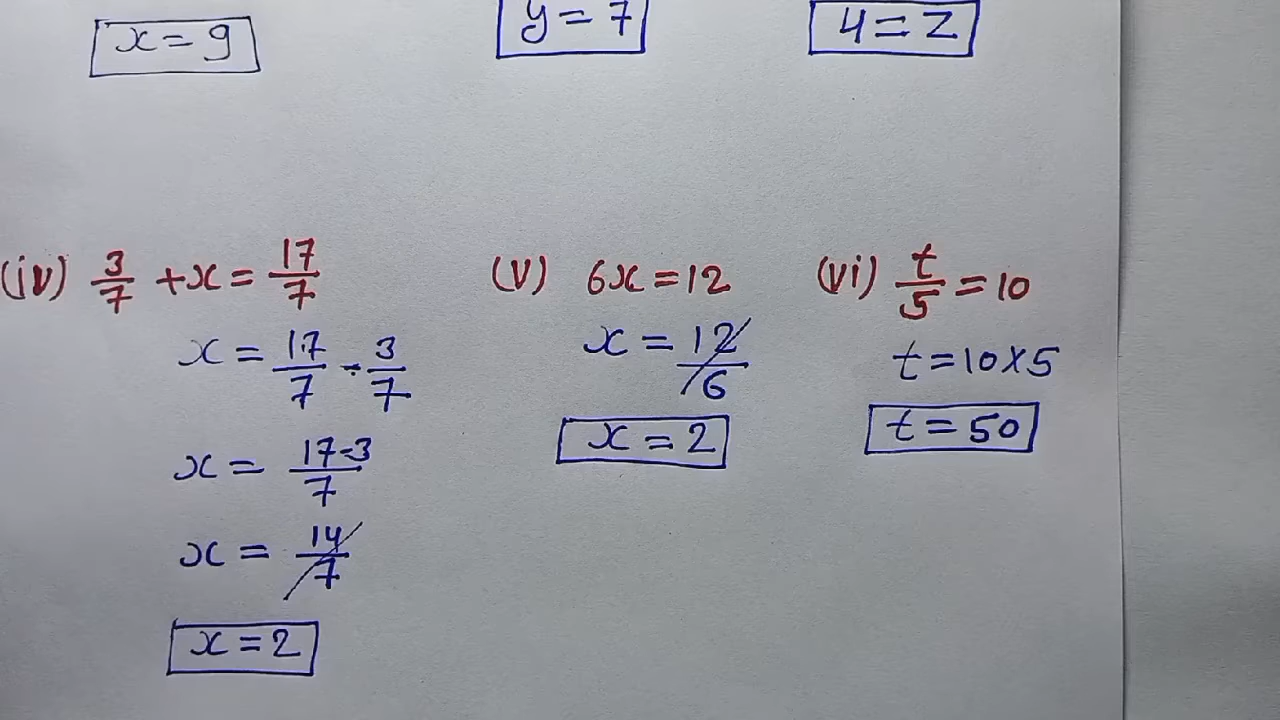 x = 9
y = 7
4 = z
(iv) 3/7 + x = 17/7
x = 17/7 - 3/7
x = 17-3/7
x = 14/7
x = 2
(v) 6x = 12
x = 12/6
x = 2
(vi) t/5 = 10
t = 10 × 5
t = 50